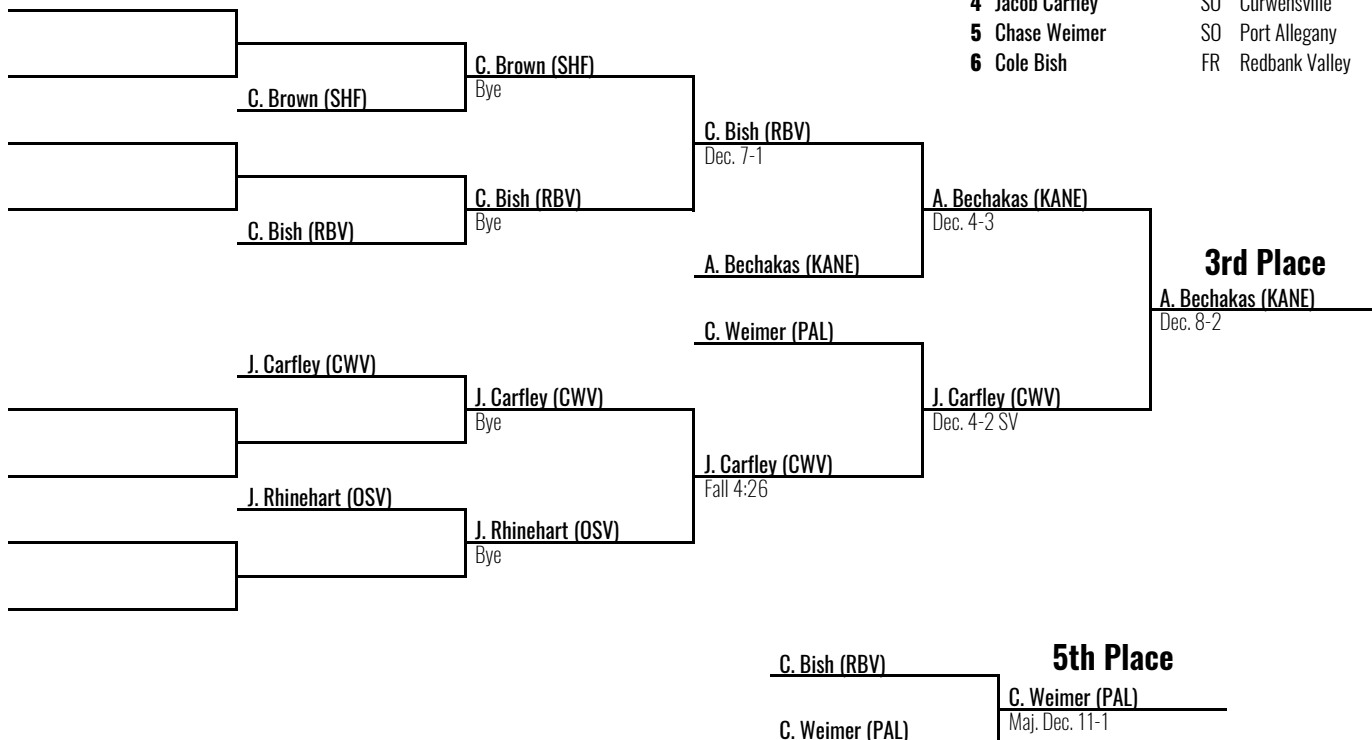 4 Jacob Carfley SO Curwensville
5 Chase Weimer SO Port Allegany
6 Cole Bish FR Redbank Valley
C. Brown (SHF)
Bye
C. Brown (SHF)
C. Bish (RBV)
Dec. 7-1
C. Bish (RBV)
Bye
A. Bechakas (KANE)
Dec. 4-3
C. Bish (RBV)
A. Bechakas (KANE)
3rd Place
A. Bechakas (KANE)
Dec. 8-2
C. Weimer (PAL)
J. Carfley (CWV)
J. Carfley (CWV)
Bye
J. Carfley (CWV)
Dec. 4-2 SV
J. Carfley (CWV)
Fall 4:26
J. Rhinehart (OSV)
J. Rhinehart (OSV)
Bye
5th Place
C. Bish (RBV)
C. Weimer (PAL)
Maj. Dec. 11-1
C. Weimer (PAL)